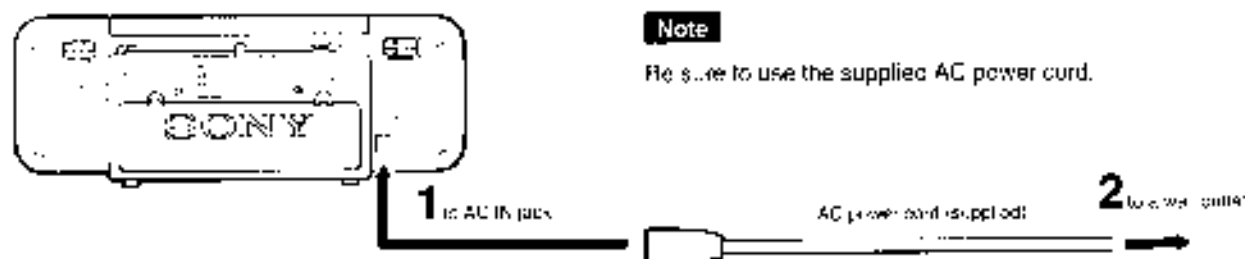 Note
Be sure to use the supplied AC power cord.
SONY
1 to AC IN jack
AC power cord (supplied)
2 to a wall outlet